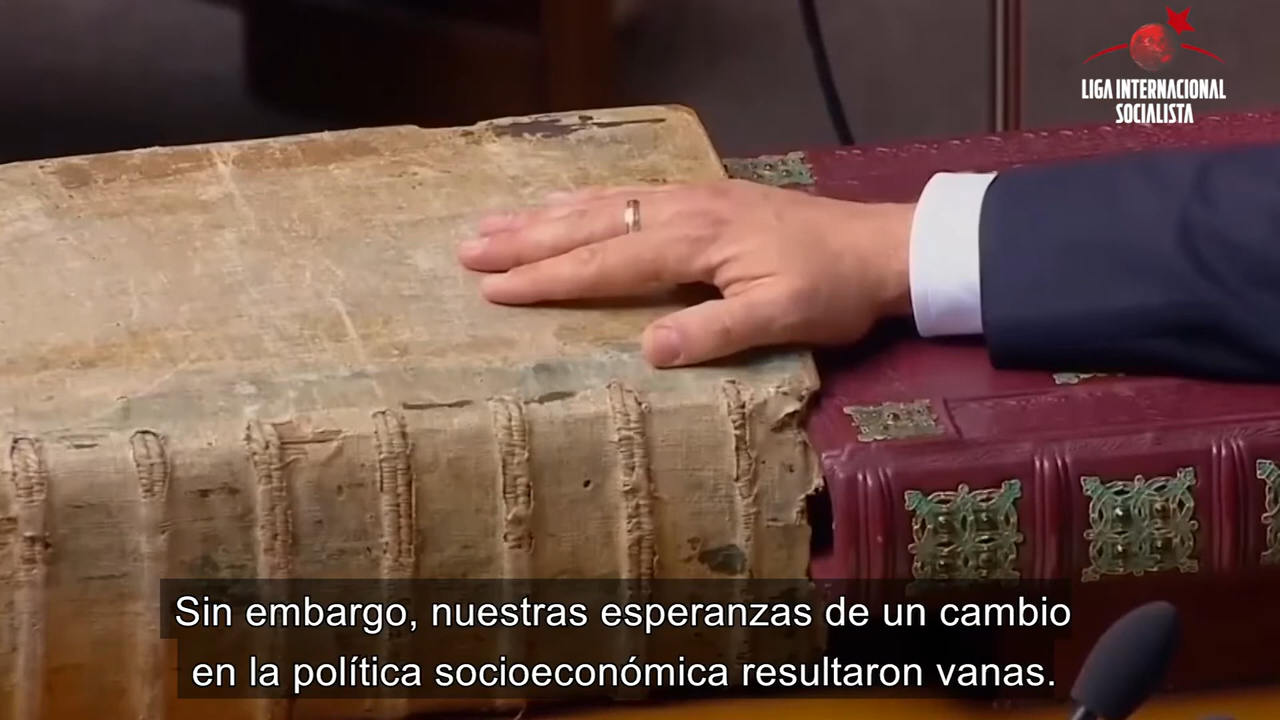 LIGA INTERNACIONAL
SOCIALISTA
Sin embargo, nuestras esperanzas de un cambio
en la política socioeconómica resultaron vanas.